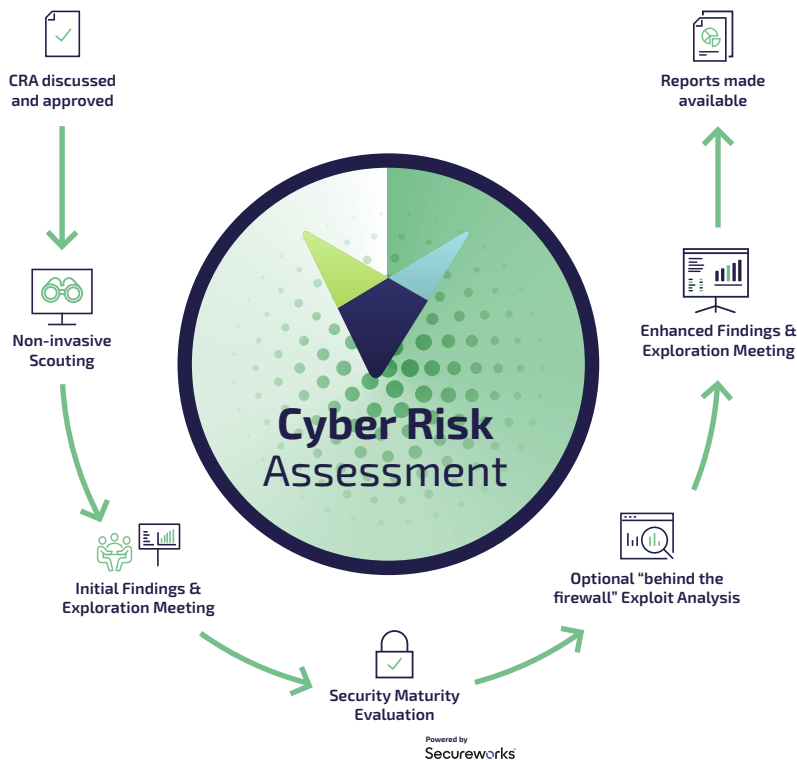 CRA discussed
and approved
Non-invasive
Scouting
Initial Findings &
Exploration Meeting
Security Maturity
Evaluation
Powered by
Secureworks®
Optional “behind the
firewall” Exploit Analysis
Enhanced Findings &
Exploration Meeting
Reports made
available
Cyber Risk
Assessment